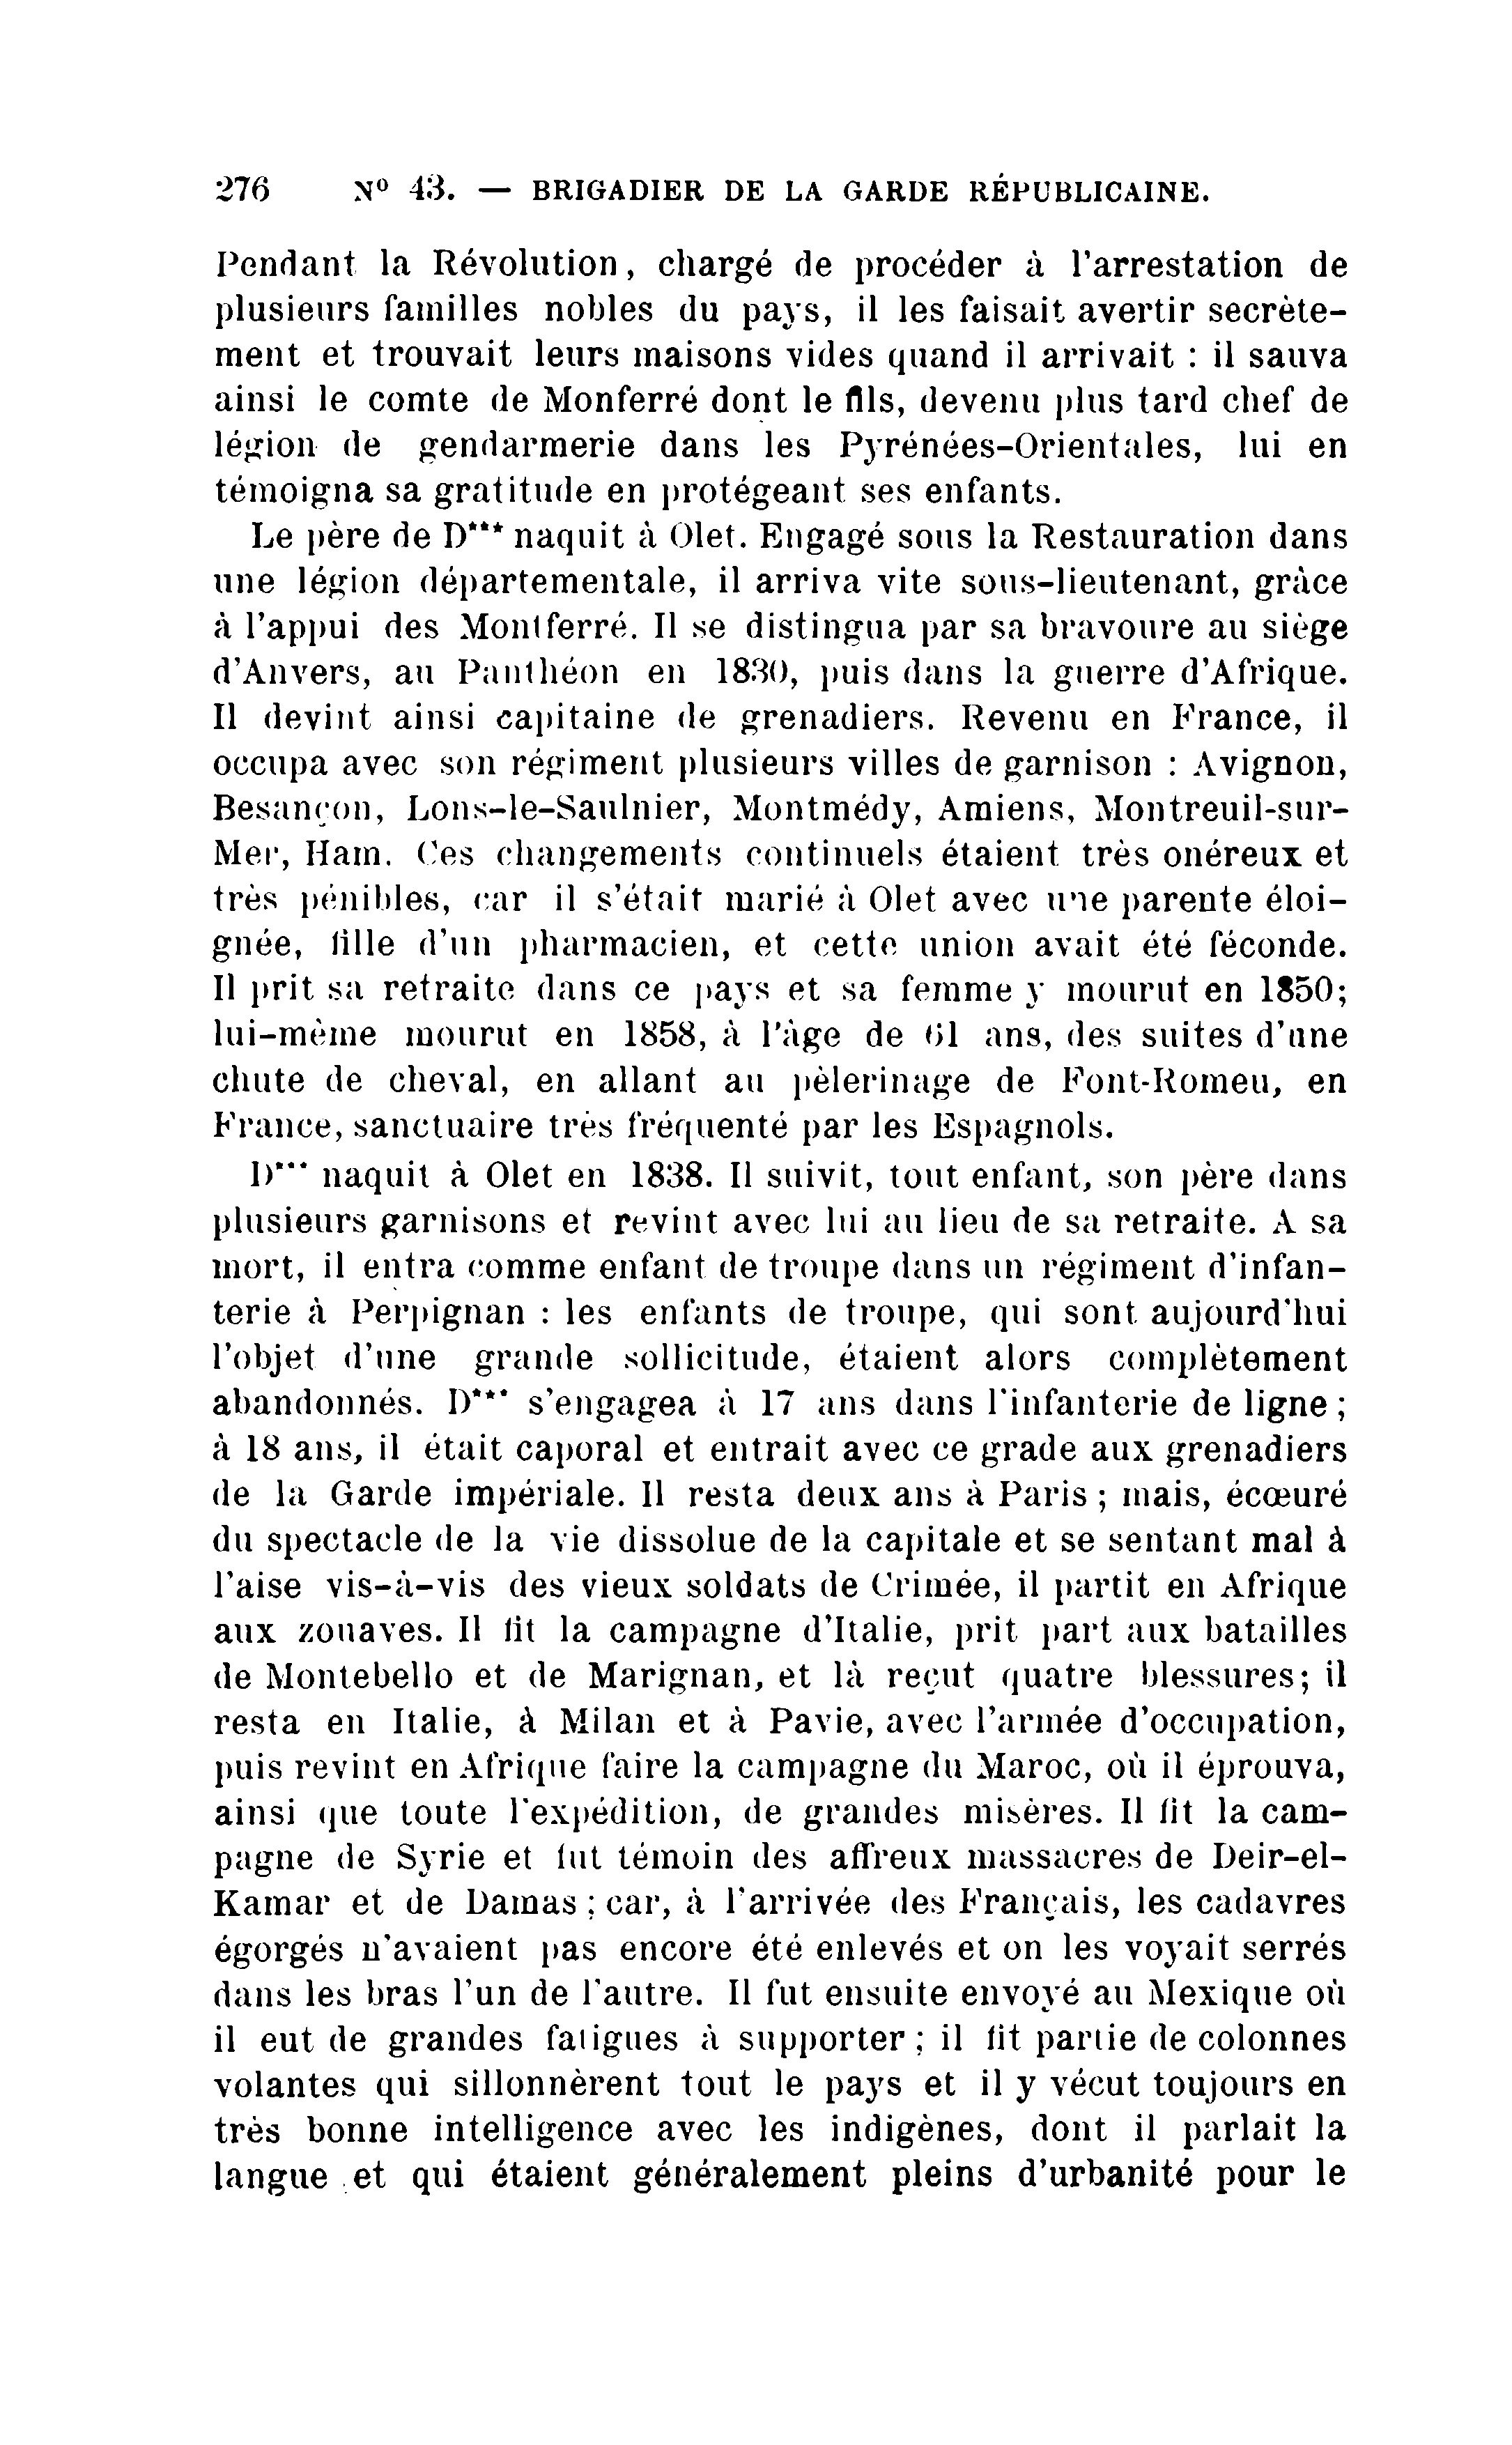 276 N° 43. — BRIGADIER DE LA GARDE RÉPUBLICAINE.
Pendant la Révolution, chargé de procéder à l'arrestation de
plusieurs familles nobles du pays, il les faisait avertir secrète-
ment et trouvait leurs maisons vides quand il arrivait : il sauva
ainsi le comte de Monferré dont le fils, devenu plus tard chef de
légion de gendarmerie dans les Pyrénées-Orientales, lui en
témoigna sa gratitude en protégeant ses enfants.
Le père de D*** naquit à Olet. Engagé sous la Restauration dans
une légion départementale, il arriva vite sous-lieutenant, grâce
à l'appui des Montferré. Il se distingua par sa bravoure au siège
d'Anvers, au Panthéon en 1830, puis dans la guerre d'Afrique.
Il devint ainsi capitaine de grenadiers. Revenu en France, il
occupa avec son régiment plusieurs villes de garnison : Avignon,
Besançon, Lons-le-Saulnier, Montmédy, Amiens, Montreuil-sur-
Mer, Ham. Ces changements continuels étaient très onéreux et
très pénibles, car il s'était marié à Olet avec une parente éloi-
gnée, fille d'un pharmacien, et cette union avait été féconde.
Il prit sa retraite dans ce pays et sa femme y mourut en 1850;
lui-même mourut en 1858, à l'âge de 61 ans, des suites d'une
chute de cheval, en allant au pèlerinage de Font-Romeu, en
France, sanctuaire très fréquenté par les Espagnols.
D*** naquit à Olet en 1838. Il suivit, tout enfant, son père dans
plusieurs garnisons et revint avec lui au lieu de sa retraite. A sa
mort, il entra comme enfant de troupe dans un régiment d'infan-
terie à Perpignan : les enfants de troupe, qui sont aujourd'hui
l'objet d'une grande sollicitude, étaient alors complètement
abandonnés. D*** s'engagea à 17 ans dans l'infanterie de ligne ;
à 18 ans, il était caporal et entrait avec ce grade aux grenadiers
de la Garde impériale. Il resta deux ans à Paris ; mais, écœuré
du spectacle de la vie dissolue de la capitale et se sentant mal à
l'aise vis-à-vis des vieux soldats de Crimée, il partit en Afrique
aux zouaves. Il fit la campagne d'Italie, prit part aux batailles
de Montebello et de Marignan, et là reçut quatre blessures; il
resta en Italie, à Milan et à Pavie, avec l'armée d'occupation,
puis revint en Afrique faire la campagne du Maroc, où il éprouva,
ainsi que toute l'expédition, de grandes misères. Il fit la cam-
pagne de Syrie et fut témoin des affreux massacres de Deir-el-
Kamar et de Damas ; car, à l'arrivée des Français, les cadavres
égorgés n'avaient pas encore été enlevés et on les voyait serrés
dans les bras l'un de l'autre. Il fut ensuite envoyé au Mexique où
il eut de grandes fatigues à supporter ; il fit partie de colonnes
volantes qui sillonnèrent tout le pays et il y vécut toujours en
très bonne intelligence avec les indigènes, dont il parlait la
langue et qui étaient généralement pleins d'urbanité pour le